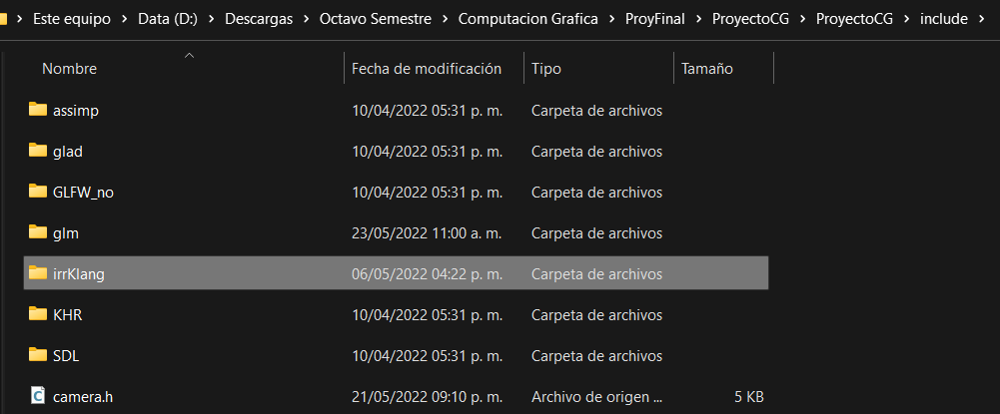 Este equipo > Data (D:) > Descargas > Octavo Semestre > Computacion Grafica > ProyFinal > ProyectoCG > ProyectoCG > include >
Nombre Fecha de modificación Tipo Tamaño
assimp 10/04/2022 05:31 p. m. Carpeta de archivos
glad 10/04/2022 05:31 p. m. Carpeta de archivos
GLFW_no 10/04/2022 05:31 p. m. Carpeta de archivos
glm 23/05/2022 11:00 a. m. Carpeta de archivos
irrKlang 06/05/2022 04:22 p. m. Carpeta de archivos
KHR 10/04/2022 05:31 p. m. Carpeta de archivos
SDL 10/04/2022 05:31 p. m. Carpeta de archivos
camera.h 21/05/2022 09:10 p. m. Archivo de origen ... 5 KB